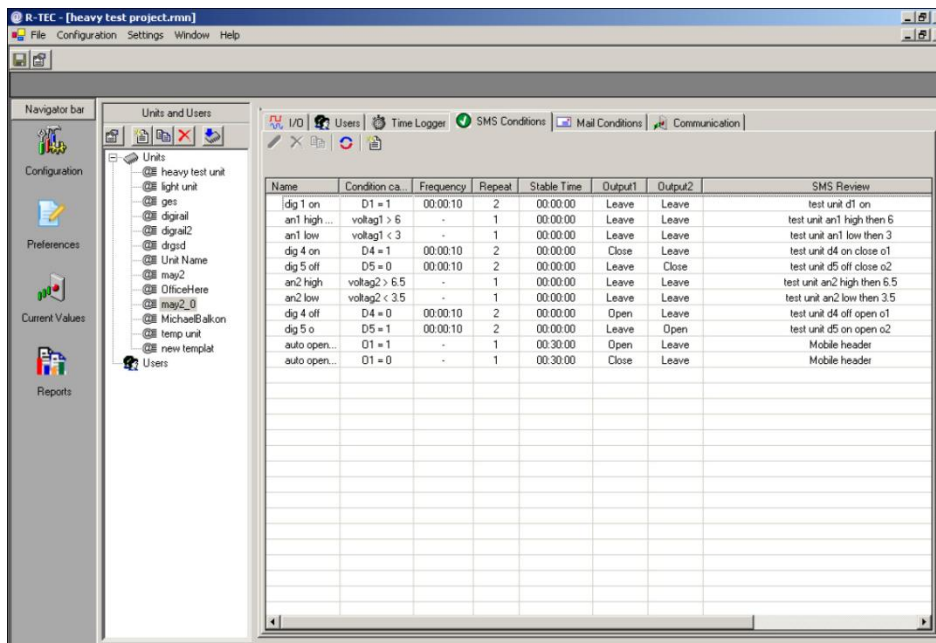 R-TEC - [heavy test project.rmn]
File Configuration Settings Window Help
Navigator bar
Configuration
Preferences
Current Values
Reports
Units and Users
Units
heavy test unit
light unit
ges
digirail
digrail2
drgsd
Unit Name
may2
OfficeHere
may2_0
MichaelBalkon
temp unit
new templat
Users
I/O Users Time Logger SMS Conditions Mail Conditions Communication
Name Condition ca... Frequency Repeat Stable Time Output1 Output2 SMS Review
dig 1 on D1 = 1 00:00:10 2 00:00:00 Leave Leave test unit d1 on
an1 high ... voltag1 > 6 - 1 00:00:00 Leave Leave test unit an1 high then 6
an1 low voltag1 < 3 - 1 00:00:00 Leave Leave test unit an1 low then 3
dig 4 on D4 = 1 00:00:10 2 00:00:00 Close Leave test unit d4 on close o1
dig 5 off D5 = 0 00:00:10 2 00:00:00 Leave Close test unit d5 off close o2
an2 high voltag2 > 6.5 - 1 00:00:00 Leave Leave test unit an2 high then 6.5
an2 low voltag2 < 3.5 - 1 00:00:00 Leave Leave test unit an2 low then 3.5
dig 4 off D4 = 0 00:00:10 2 00:00:00 Open Leave test unit d4 off open o1
dig 5 o D5 = 1 00:00:10 2 00:00:00 Leave Open test unit d5 on open o2
auto open... O1 = 1 - 1 00:30:00 Open Leave Mobile header
auto open... O1 = 0 - 1 00:30:00 Close Leave Mobile header